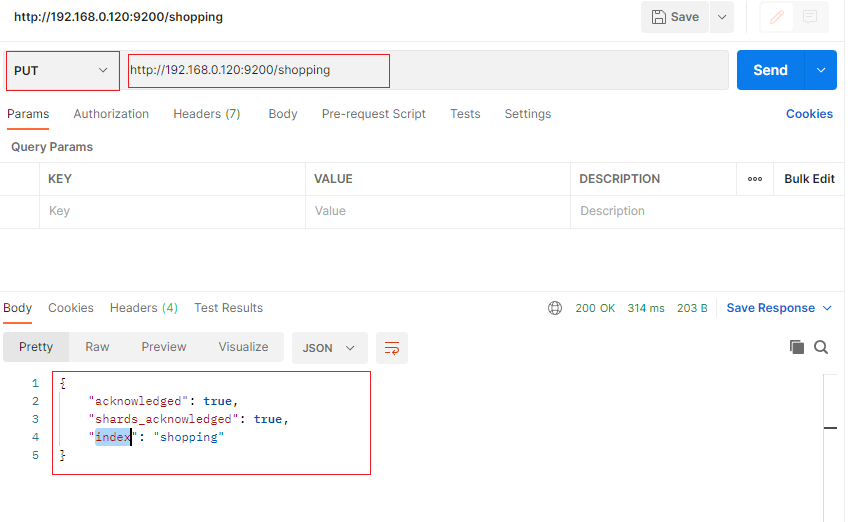 http://192.168.0.120:9200/shopping Save
PUT http://192.168.0.120:9200/shopping Send
Params Authorization Headers (7) Body Pre-request Script Tests Settings Cookies
Query Params
KEY VALUE DESCRIPTION Bulk Edit
Key Value Description
Body Cookies Headers (4) Test Results 200 OK 314 ms 203 B Save Response
Pretty Raw Preview Visualize JSON
1 {
2 "acknowledged": true,
3 "shards_acknowledged": true,
4 "index": "shopping"
5 }